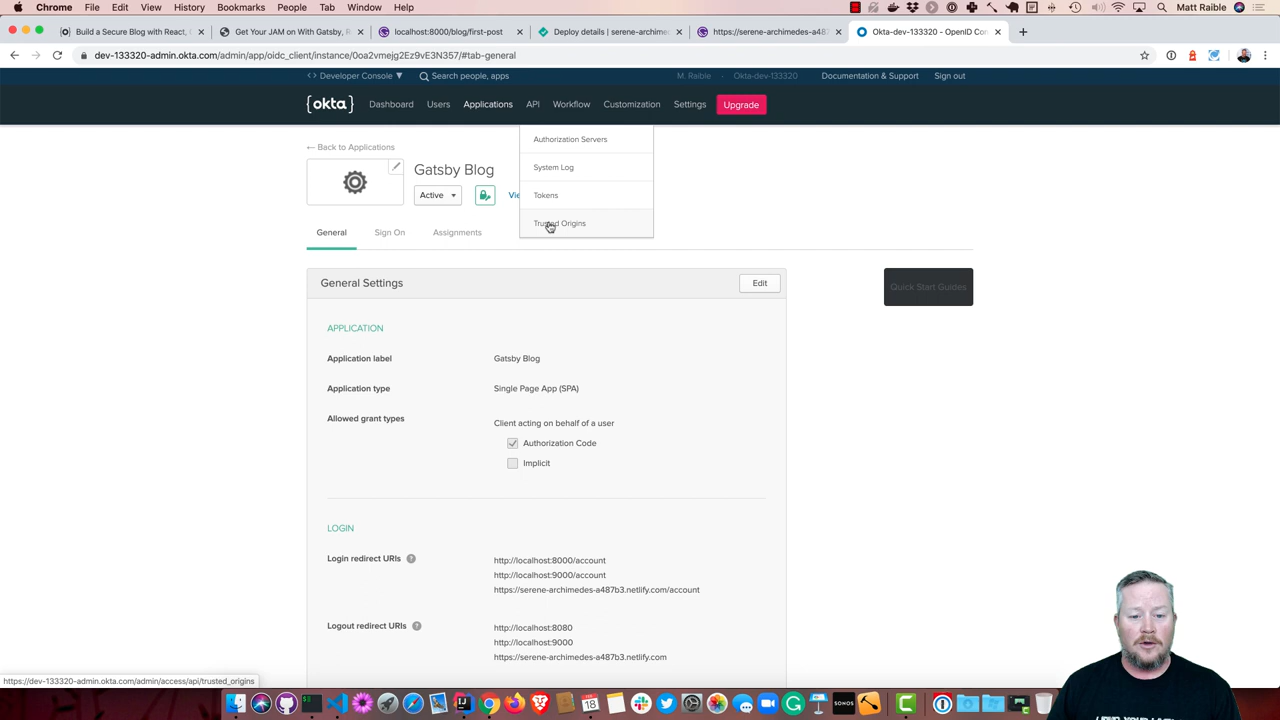 Chrome File Edit View History Bookmarks People Tab Window Help Matt Raible
Build a Secure Blog with React, Get Your JAM on With Gatsby, R localhost:8000/blog/first-post Deploy details | serene-archime https://serene-archimedes-a487 Okta-dev-133320 - OpenID Con
dev-133320-admin.okta.com/admin/app/oidc_client/instance/0oa2vmejg2Ez9vE3N357/#tab-general
<> Developer Console Search people, apps M. Raible Okta-dev-133320 Documentation & Support Sign out
{okta} Dashboard Users Applications API Workflow Customization Settings Upgrade
Authorization Servers
System Log
Tokens
Trusted Origins
← Back to Applications
Gatsby Blog
Active Vie
General Sign On Assignments
General Settings Edit
Quick Start Guides
APPLICATION
Application label Gatsby Blog
Application type Single Page App (SPA)
Allowed grant types Client acting on behalf of a user
Authorization Code
Implicit
LOGIN
Login redirect URIs ? http://localhost:8000/account
http://localhost:9000/account
https://serene-archimedes-a487b3.netlify.com/account
Logout redirect URIs ? http://localhost:8080
http://localhost:9000
https://serene-archimedes-a487b3.netlify.com
https://dev-133320-admin.okta.com/admin/access/api/trusted_origins
18
SONOS